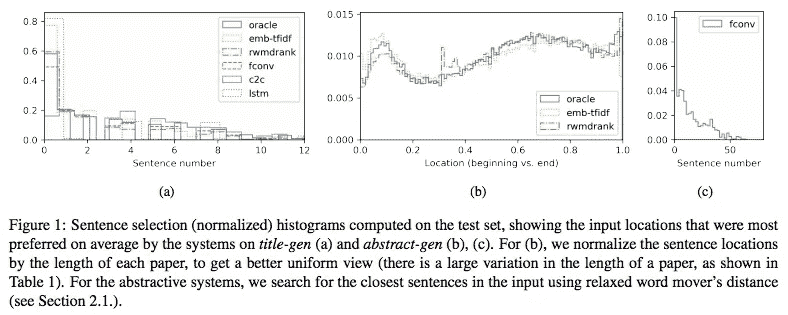 0.8
0.6
0.4
0.2
0.0
oracle
emb-tfidf
rwmdrank
fconv
c2c
lstm
0 2 4 6 8 10 12
Sentence number
(a)
0.015
0.010
0.005
0.000
oracle
emb-tfidf
rwmdrank
0.0 0.2 0.4 0.6 0.8 1.0
Location (beginning vs. end)
(b)
0.10
0.08
0.06
0.04
0.02
0.00
fconv
0 50
Sentence number
(c)
Figure 1: Sentence selection (normalized) histograms computed on the test set, showing the input locations that were most
preferred on average by the systems on title-gen (a) and abstract-gen (b), (c). For (b), we normalize the sentence locations
by the length of each paper, to get a better uniform view (there is a large variation in the length of a paper, as shown in
Table 1). For the abstractive systems, we search for the closest sentences in the input using relaxed word mover's distance
(see Section 2.1.).